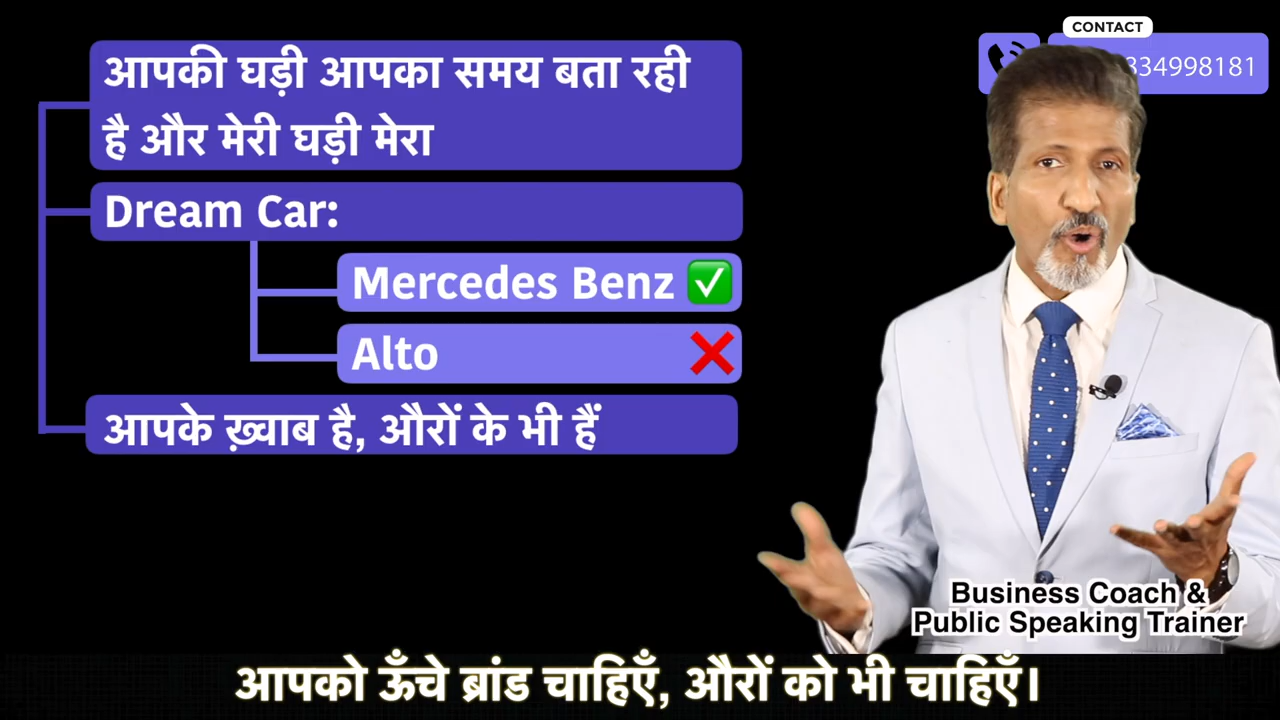 CONTACT
334998181
आपकी घड़ी आपका समय बता रही
है और मेरी घड़ी मेरा
Dream Car:
Mercedes Benz ✅
Alto ❌
आपके ख़्वाब है, औरों के भी हैं
Business Coach &
Public Speaking Trainer
आपको ऊँचे ब्रांड चाहिएँ, औरों को भी चाहिएँ।